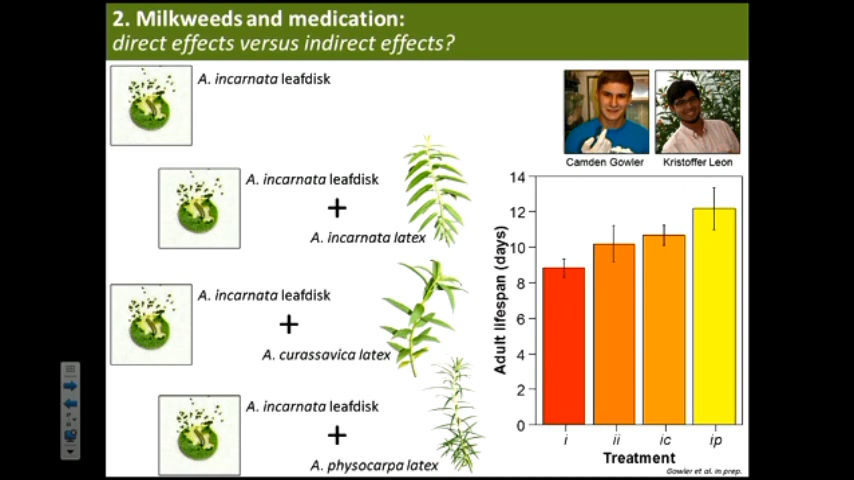 2. Milkweeds and medication:
direct effects versus indirect effects?
A. incarnata leafdisk
A. incarnata leafdisk
+
A. incarnata latex
A. incarnata leafdisk
+
A. curassavica latex
A. incarnata leafdisk
+
A. physocarpa latex
Camden Gowler
Kristoffer Leon
Adult lifespan (days)
14
12
10
8
6
4
2
0
i ii ic ip
Treatment
Gowler et al. in prep.